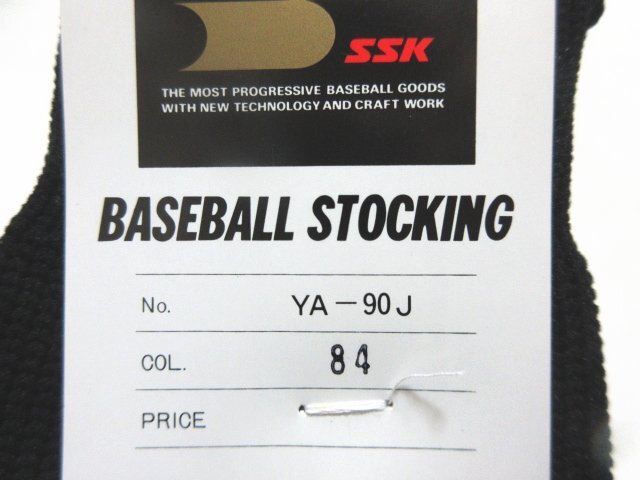 SSK
THE MOST PROGRESSIVE BASEBALL GOODS
WITH NEW TECHNOLOGY AND CRAFT WORK
BASEBALL STOCKING
No. YA-90J
COL. 84
PRICE